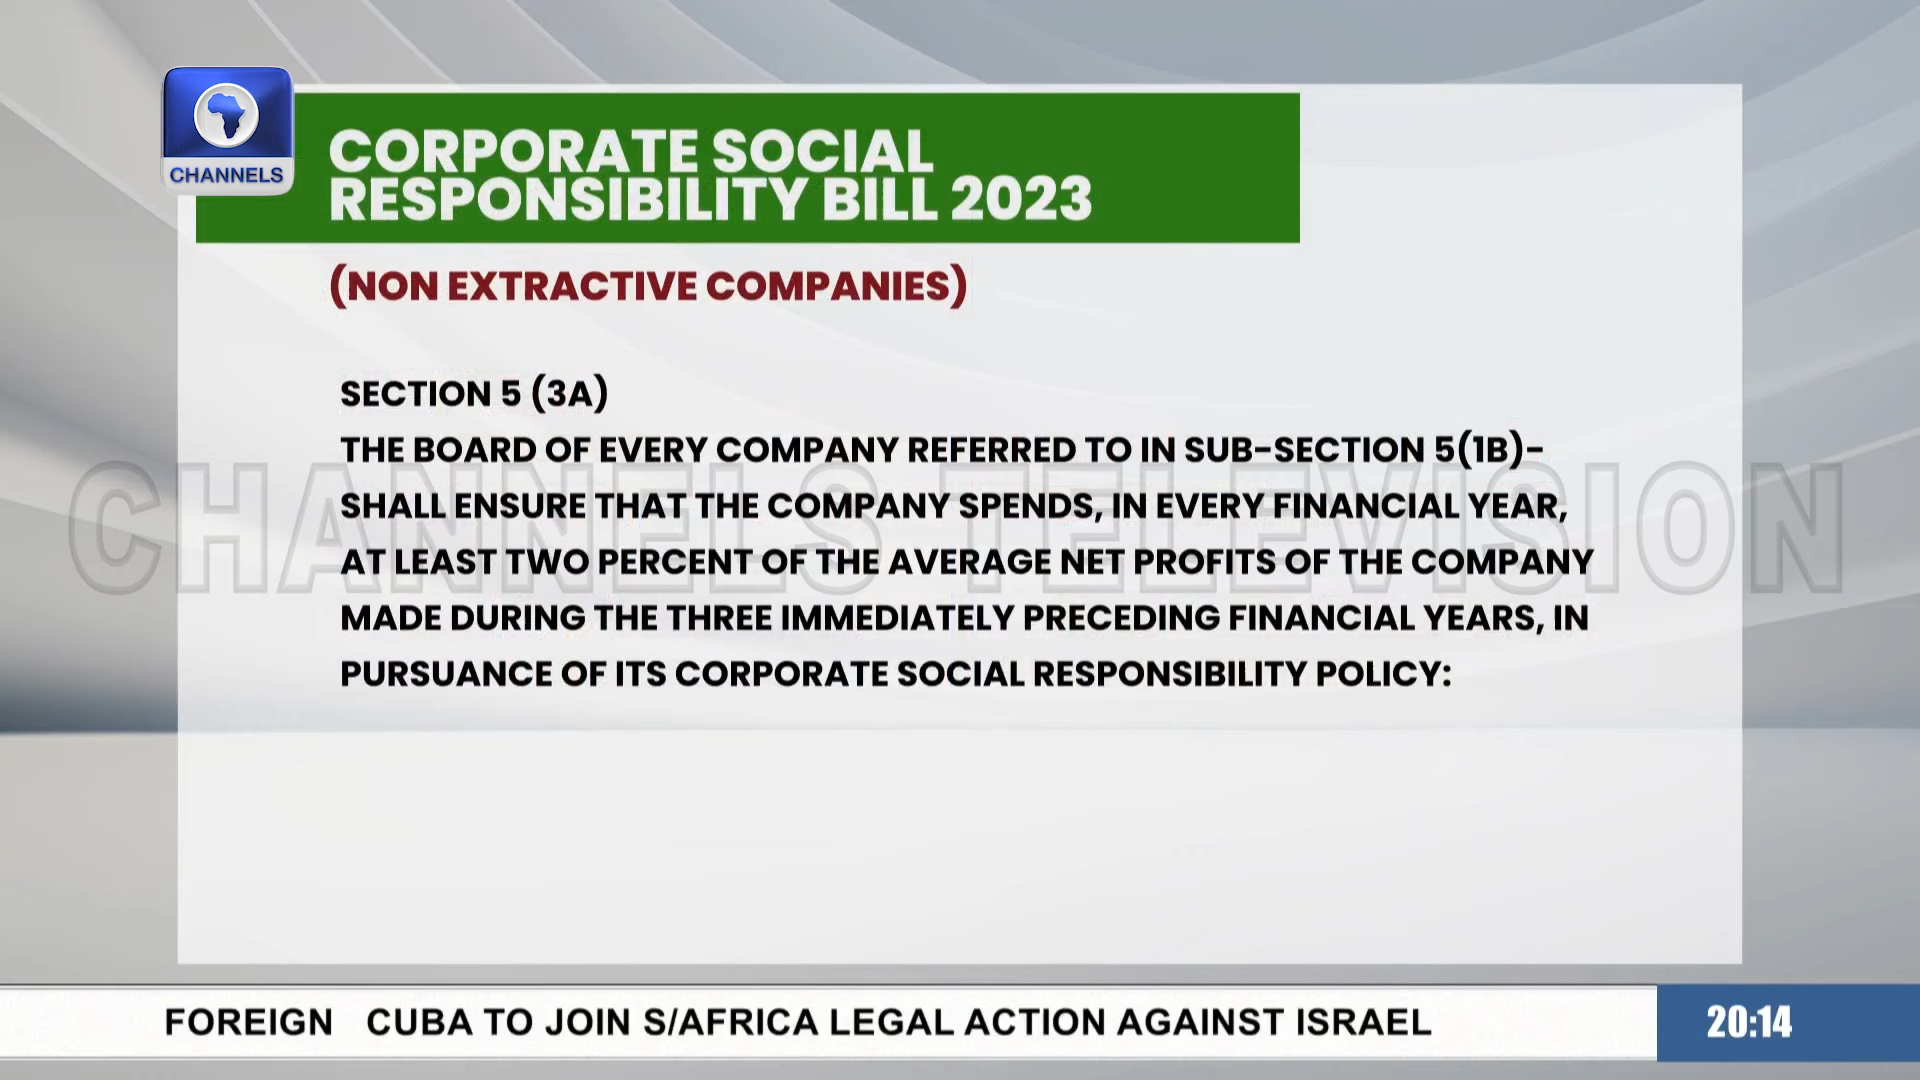 CHANNELS
CORPORATE SOCIAL
RESPONSIBILITY BILL 2023
(NON EXTRACTIVE COMPANIES)
SECTION 5 (3A)
THE BOARD OF EVERY COMPANY REFERRED TO IN SUB-SECTION 5(1B)-
SHALL ENSURE THAT THE COMPANY SPENDS, IN EVERY FINANCIAL YEAR,
AT LEAST TWO PERCENT OF THE AVERAGE NET PROFITS OF THE COMPANY
MADE DURING THE THREE IMMEDIATELY PRECEDING FINANCIAL YEARS, IN
PURSUANCE OF ITS CORPORATE SOCIAL RESPONSIBILITY POLICY:
CHANNELS TELEVISION
FOREIGN CUBA TO JOIN S/AFRICA LEGAL ACTION AGAINST ISRAEL
20:14